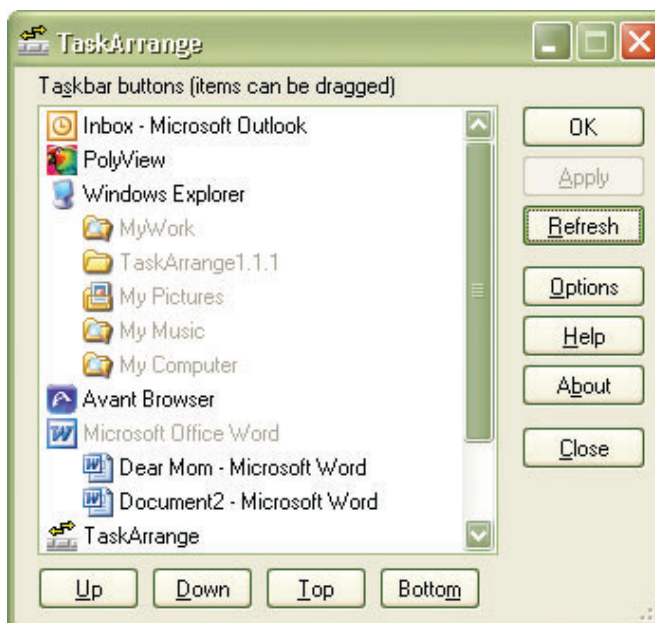 TaskArrange
Taskbar buttons (items can be dragged)
Inbox - Microsoft Outlook
PolyView
Windows Explorer
MyWork
TaskArrange1.1.1
My Pictures
My Music
My Computer
Avant Browser
Microsoft Office Word
Dear Mom - Microsoft Word
Document2 - Microsoft Word
TaskArrange
OK
Apply
Refresh
Options
Help
About
Close
Up Down Top Bottom